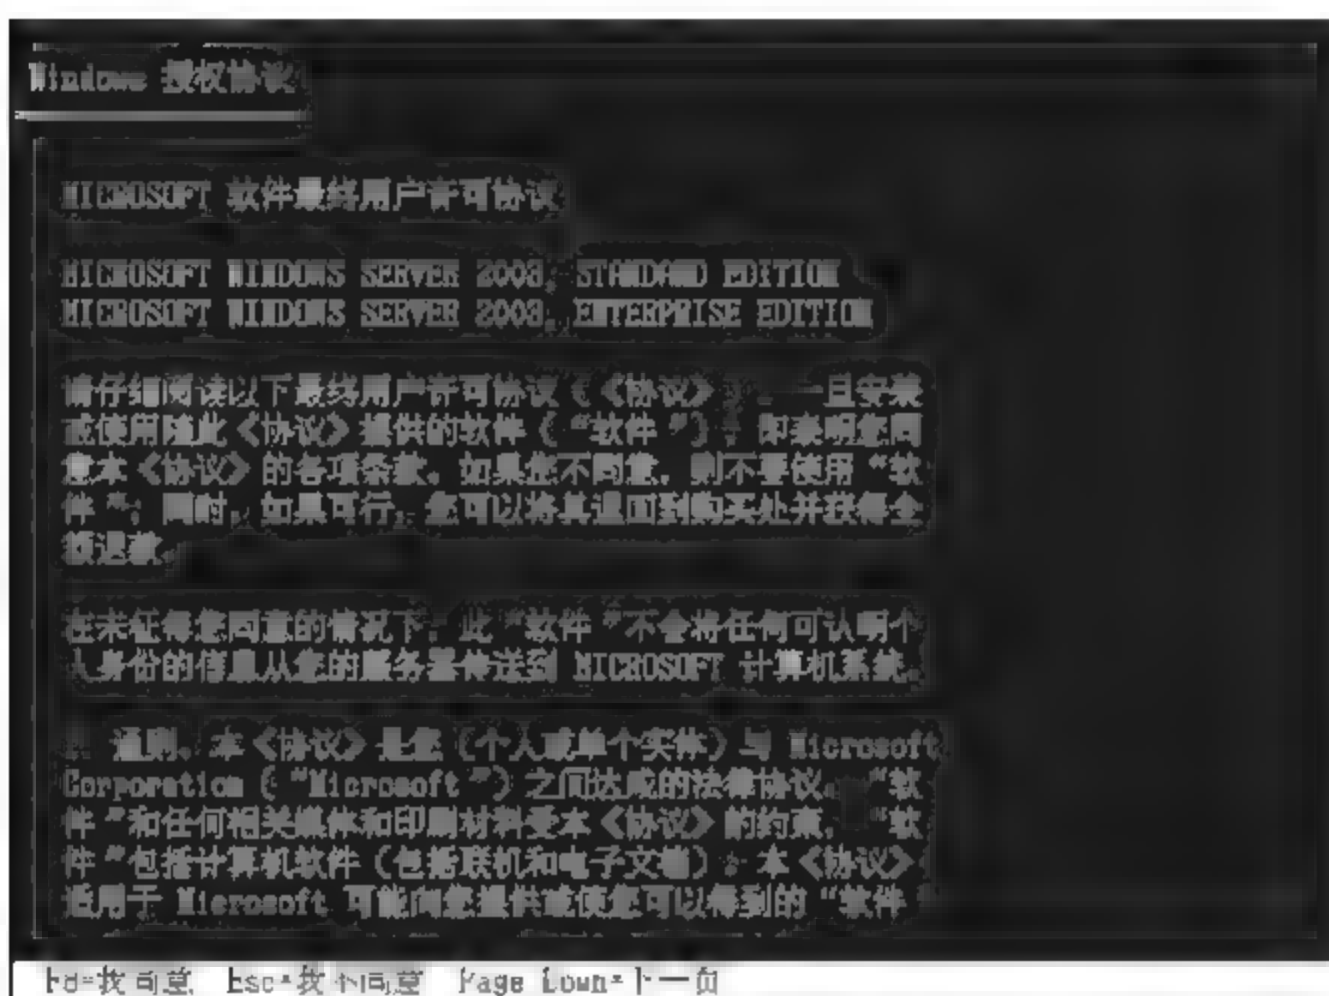 Windows 授权协议
MICROSOFT 软件最终用户许可协议
MICROSOFT WINDOWS SERVER 2003, STANDARD EDITION
MICROSOFT WINDOWS SERVER 2003, ENTERPRISE EDITION
请仔细阅读以下最终用户许可协议（《协议》）。一旦安装
或使用随此《协议》提供的软件（“软件”），即表明您同
意本《协议》的各项条款。如果您不同意，则不要使用“软
件”；同时，如果可行，您可以将其退回到购买处并获得全
额退款。
在未征得您同意的情况下，此“软件”不会将任何可认明个
人身份的信息从您的服务器传送到 MICROSOFT 计算机系统。
通则。本《协议》是您（个人或单个实体）与 Microsoft
Corporation（“Microsoft”）之间达成的法律协议。“软
件”和任何相关媒体和印刷材料受本《协议》的约束，“软
件”包括计算机软件（包括联机和电子文档）。本《协议》
适用于 Microsoft 可能向您提供或使您可以得到的“软件
F8=我同意 Esc=我不同意 Page Down=下一页